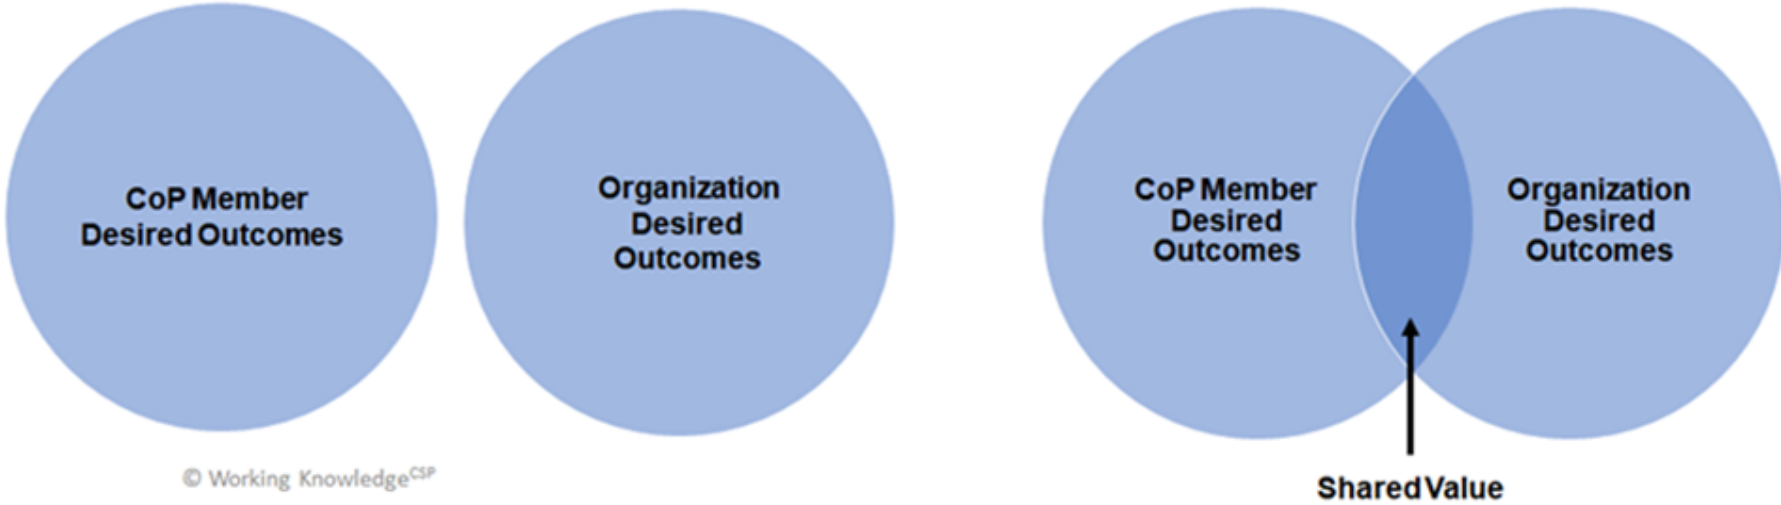 CoP Member
Desired Outcomes
Organization
Desired
Outcomes
CoP Member
Desired
Outcomes
Organization
Desired
Outcomes
© Working Knowledge^CSP
Shared Value